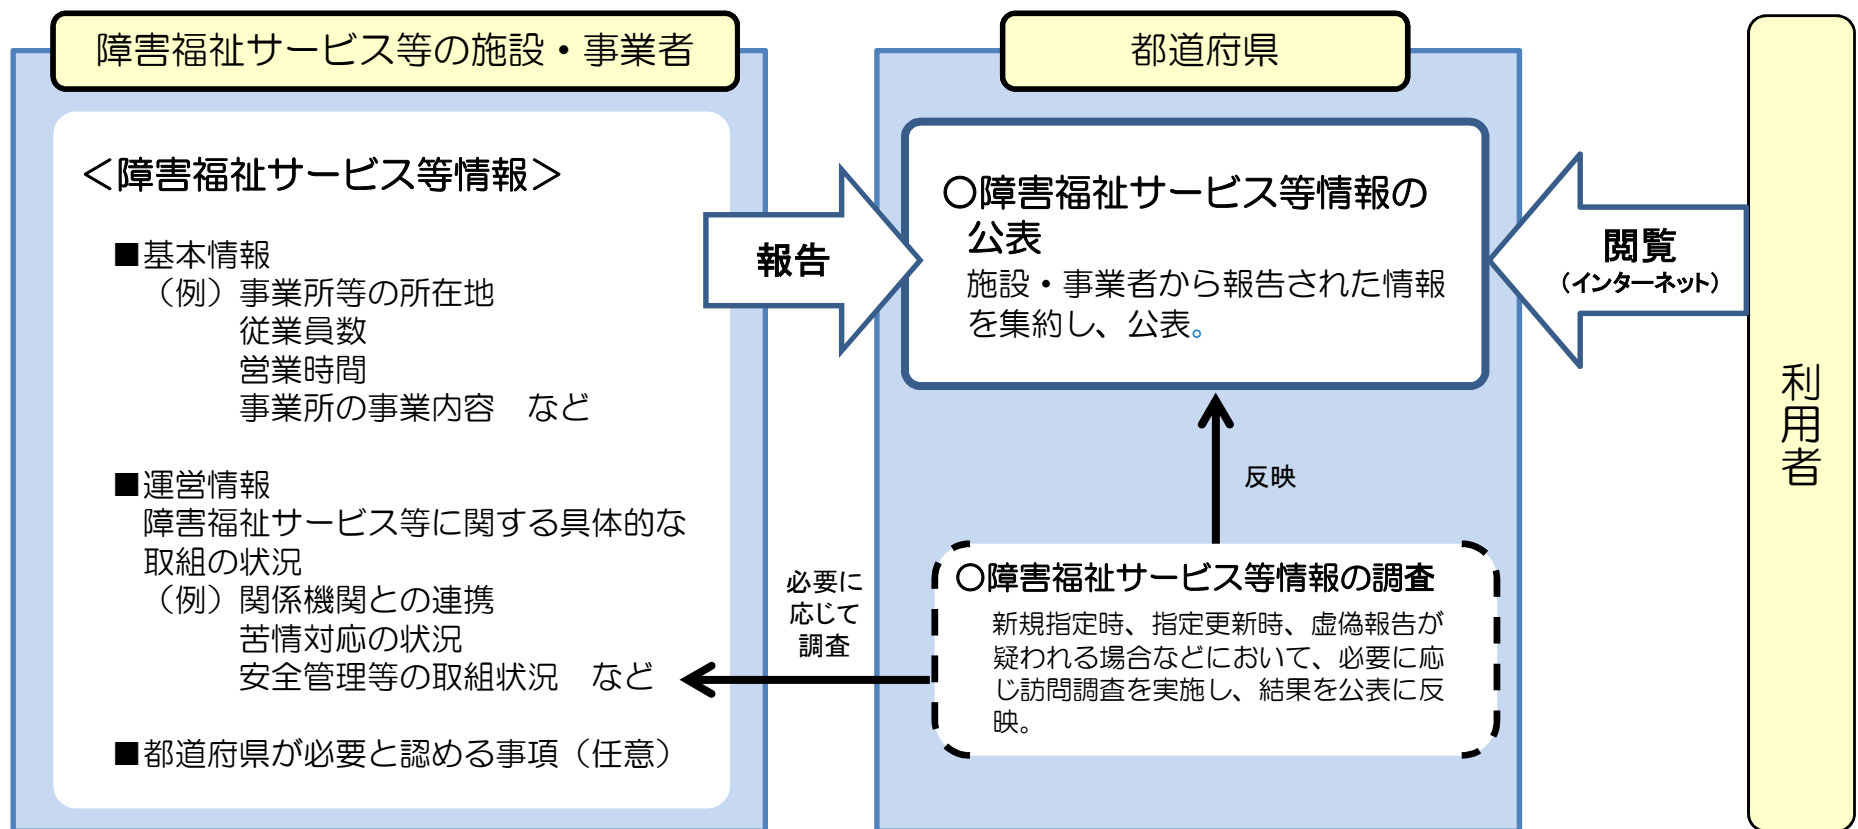 障害福祉サービス等の施設・事業者
＜障害福祉サービス等情報＞
■基本情報
（例）事業所等の所在地
従業員数
営業時間
事業所の事業内容　など
■運営情報
障害福祉サービス等に関する具体的な
取組の状況
（例）関係機関との連携
苦情対応の状況
安全管理等の取組状況　など
■都道府県が必要と認める事項（任意）
報告
必要に
応じて
調査
都道府県
○障害福祉サービス等情報の
公表
施設・事業者から報告された情報
を集約し、公表。
反映
○障害福祉サービス等情報の調査
新規指定時、指定更新時、虚偽報告が
疑われる場合などにおいて、必要に応
じ訪問調査を実施し、結果を公表に反
映。
閲覧
（インターネット）
利用者